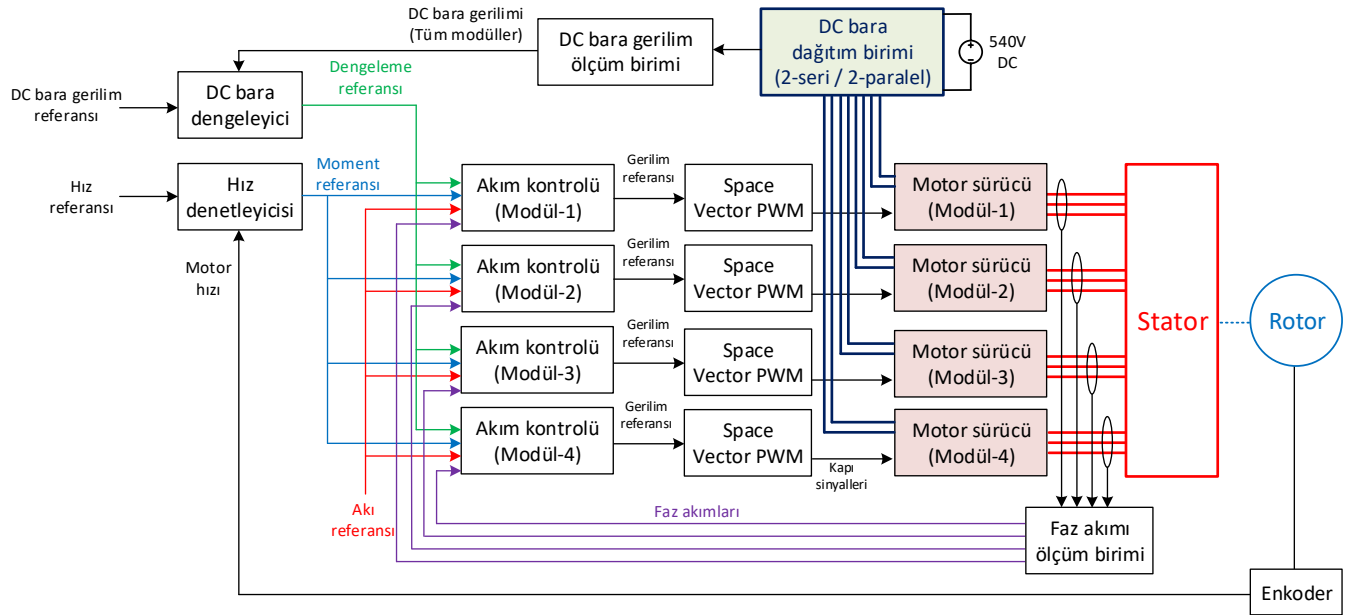 DC bara gerilimi
(Tüm modüller)
DC bara gerilim
ölçüm birimi
DC bara
dağıtım birimi
(2-seri / 2-paralel)
540V
DC
DC bara gerilim
referansı
DC bara
dengeleyici
Dengeleme
referansı
Hız
referansı
Hız
denetleyicisi
Moment
referansı
Motor
hızı
Akım kontrolü
(Modül-1)
Gerilim
referansı
Space
Vector PWM
Motor sürücü
(Modül-1)
Akım kontrolü
(Modül-2)
Gerilim
referansı
Space
Vector PWM
Motor sürücü
(Modül-2)
Akım kontrolü
(Modül-3)
Gerilim
referansı
Space
Vector PWM
Motor sürücü
(Modül-3)
Akım kontrolü
(Modül-4)
Gerilim
referansı
Space
Vector PWM
Kapı
sinyalleri
Motor sürücü
(Modül-4)
Stator
Rotor
Akı
referansı
Faz akımları
Faz akımı
ölçüm birimi
Enkoder